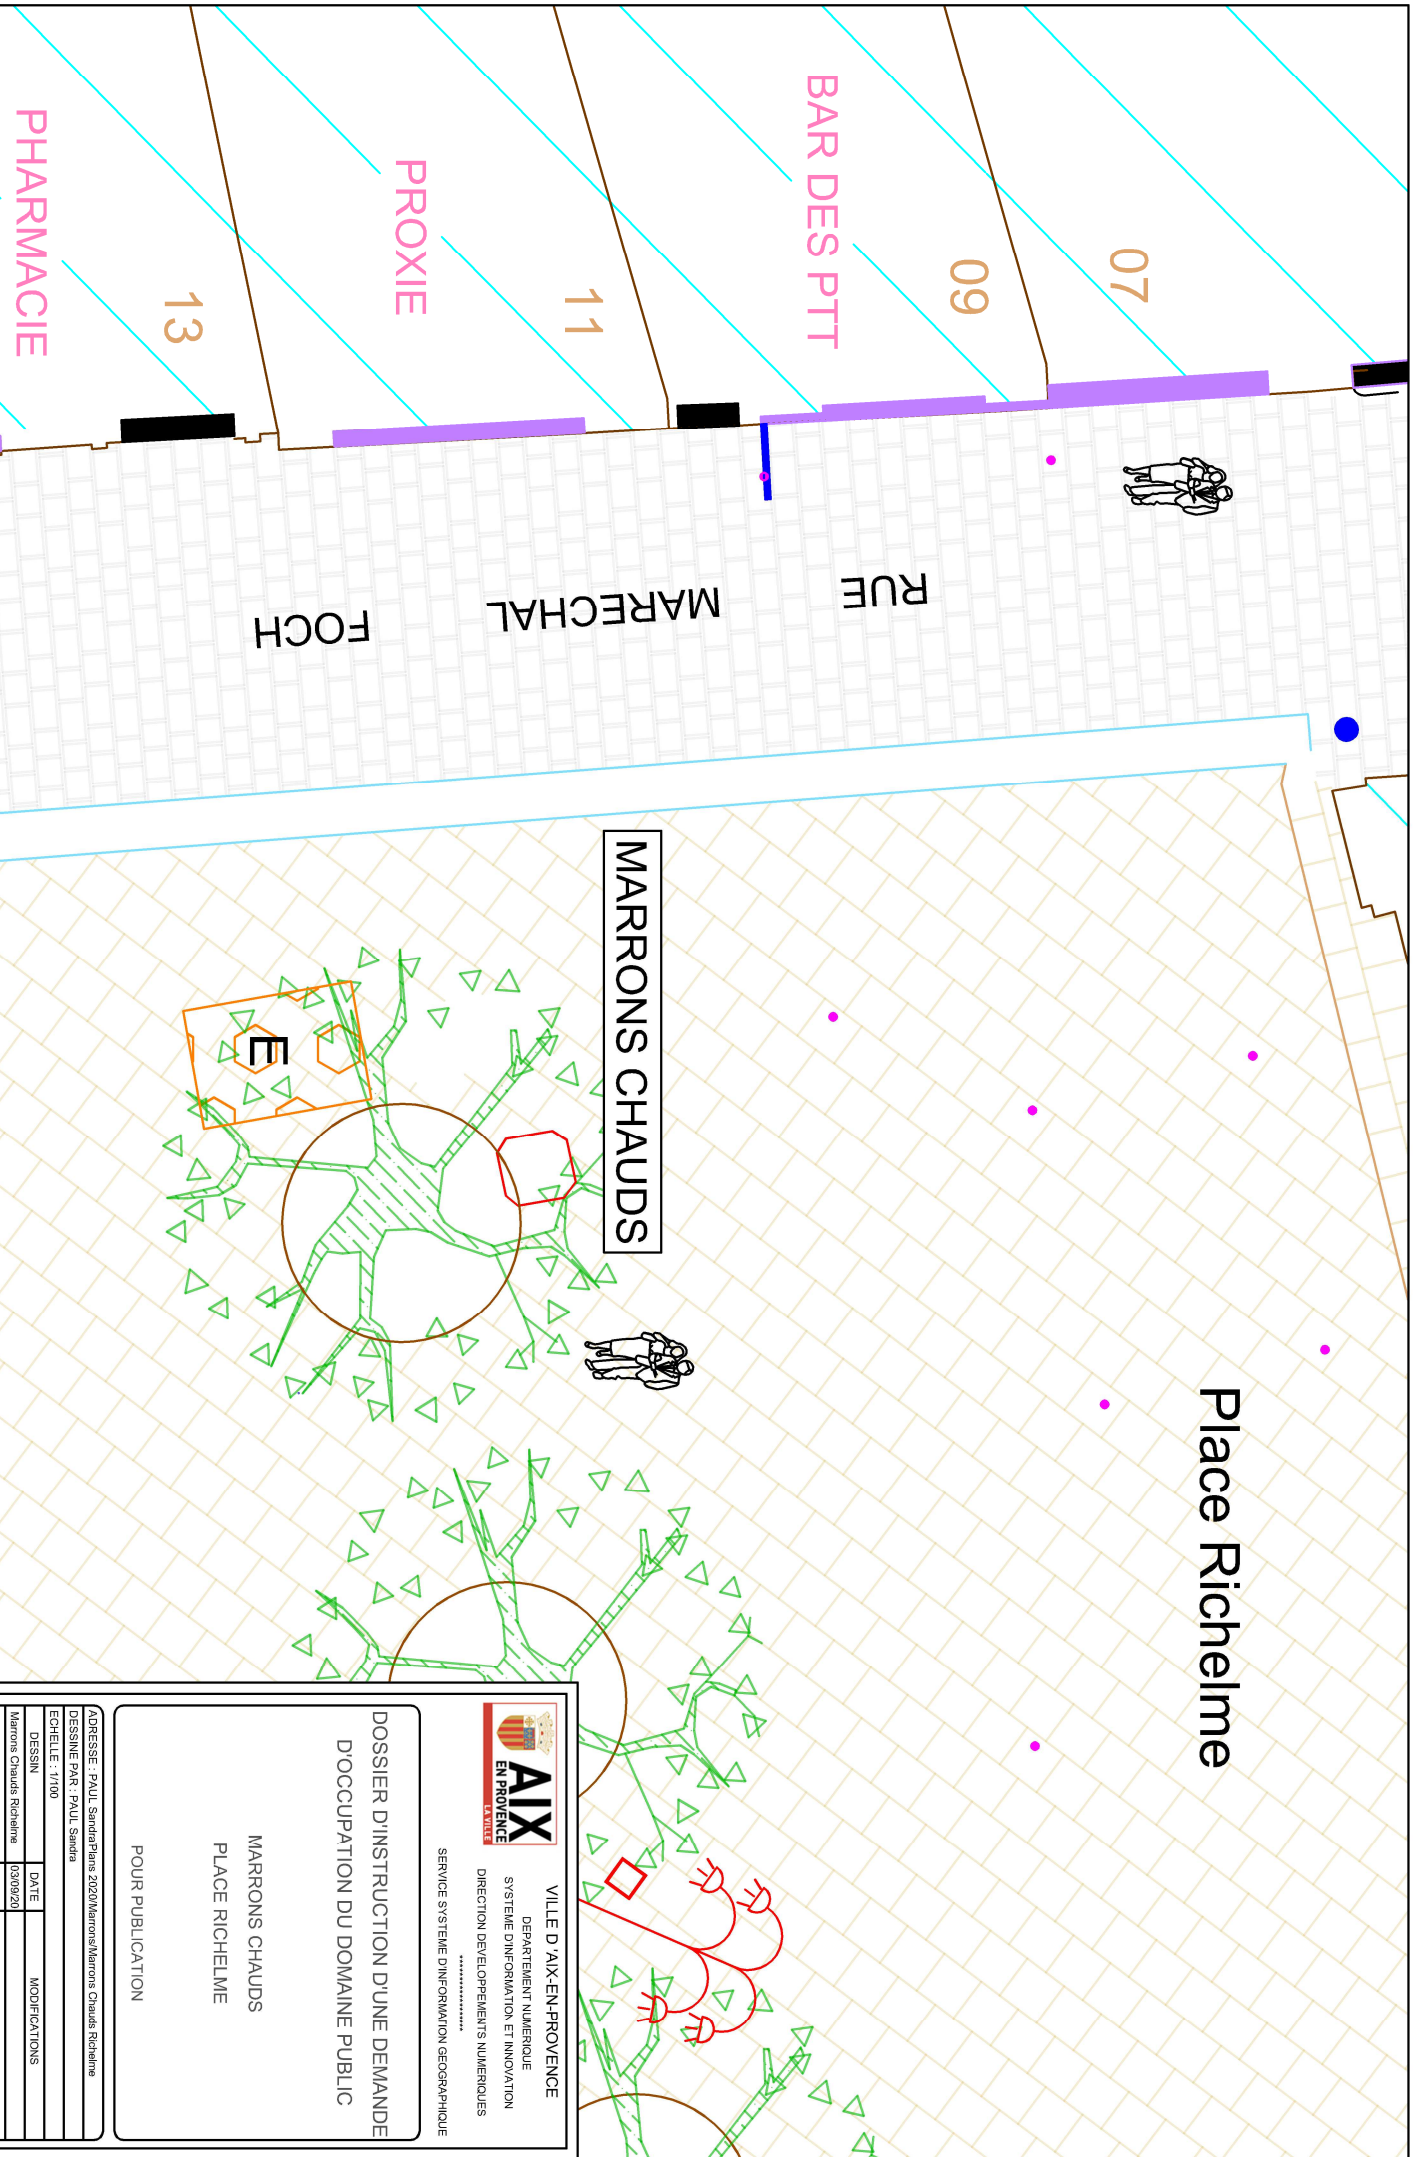 PHARMACIE
13
PROXIE
11
BAR DES PTT
09
07
RUE
MARECHAL
FOCH
MARRONS CHAUDS
E
Place Richelme
AIX
EN PROVENCE
LA VILLE
VILLE D 'AIX-EN-PROVENCE
DEPARTEMENT NUMERIQUE
SYSTEME D'INFORMATION ET INNOVATION
DIRECTION DEVELOPPEMENTS NUMERIQUES
*****************
SERVICE SYSTEME D'INFORMATION GEOGRAPHIQUE
DOSSIER D'INSTRUCTION D'UNE DEMANDE
D'OCCUPATION DU DOMAINE PUBLIC
MARRONS CHAUDS
PLACE RICHELME
POUR PUBLICATION
ADRESSE : PAUL Sandra/Plans 2020/Marrons/Marrons Chauds Richelme
DESSINE PAR : PAUL Sandra
ECHELLE : 1/100
DESSIN DATE MODIFICATIONS
Marrons Chauds Richelme 03/09/20